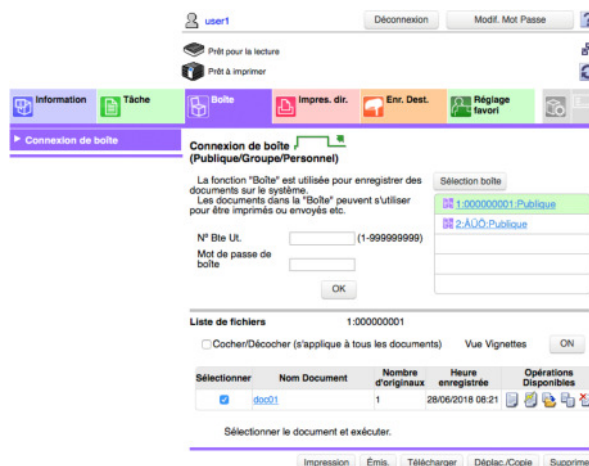 user1
Déconnexion
Modif. Mot Passe
Prêt pour la lecture
Prêt à imprimer
Information
Tâche
Boîte
Impres. dir.
Enr. Dest.
Réglage
favori
Connexion de boîte
Connexion de boîte
(Publique/Groupe/Personnel)
La fonction "Boîte" est utilisée pour enregistrer des
documents sur le système.
Les documents dans la "Boîte" peuvent s'utiliser
pour être imprimés ou envoyés etc.
Sélection boîte
1:000000001:Publique
2:ÂÜÔ:Publique
Nº Bte Ut.
(1-999999999)
Mot de passe de
boîte
OK
Liste de fichiers
1:000000001
Cocher/Décocher (s'applique à tous les documents)
Vue Vignettes
ON
Sélectionner
Nom Document
Nombre
d'originaux
Heure
enregistrée
Opérations
Disponibles
doc01
1
28/06/2018 08:21
Sélectionner le document et exécuter.
Impression
Émis.
Télécharger
Déplac./Copie
Supprime